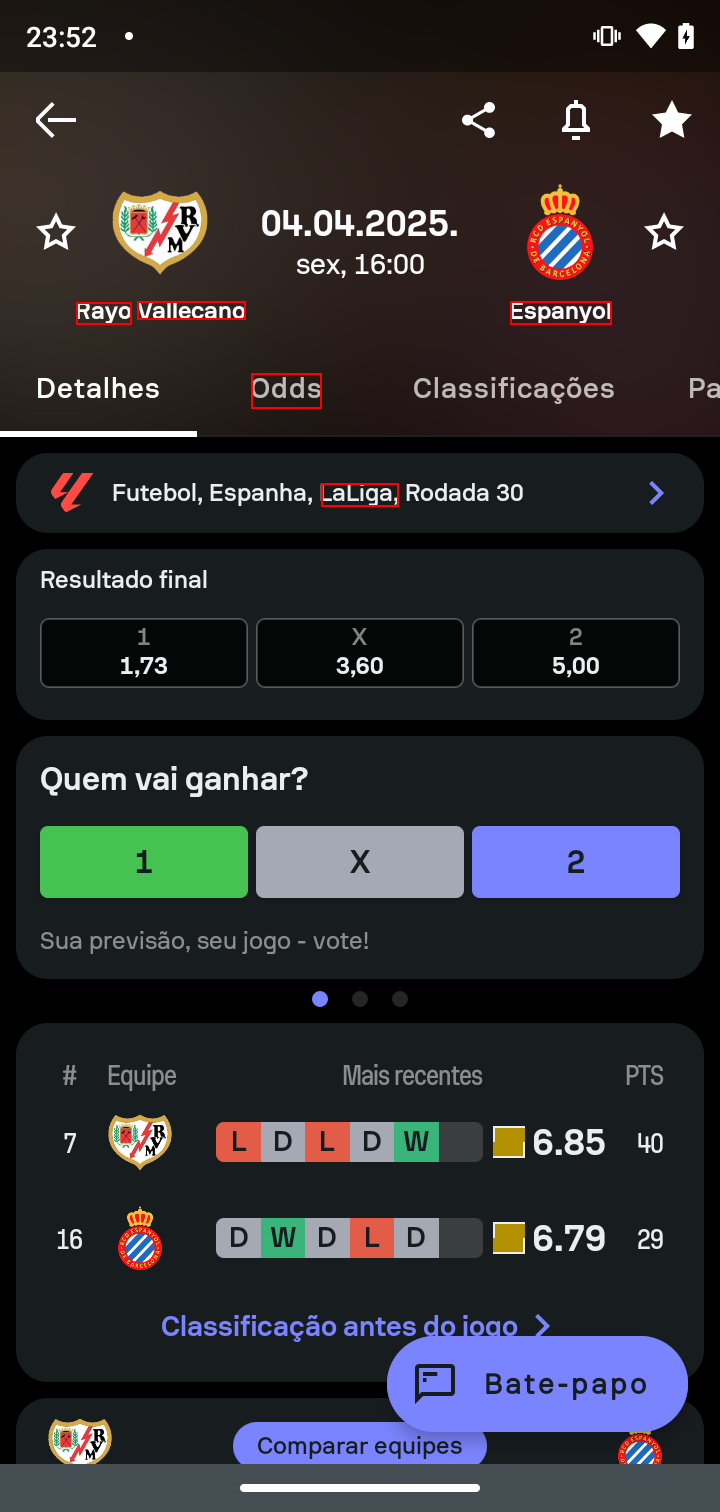 23:52
04.04.2025.
sex, 16:00
Rayo Vallecano
Espanyol
Detalhes
Odds
Classificações
Pa
Futebol, Espanha, LaLiga, Rodada 30
Resultado final
1
1,73
X
3,60
2
5,00
Quem vai ganhar?
1
X
2
Sua previsão, seu jogo - vote!
# Equipe Mais recentes PTS
7 L D L D W 6.85 40
16 D W D L D 6.79 29
Classificação antes do jogo
Bate-papo
Comparar equipes